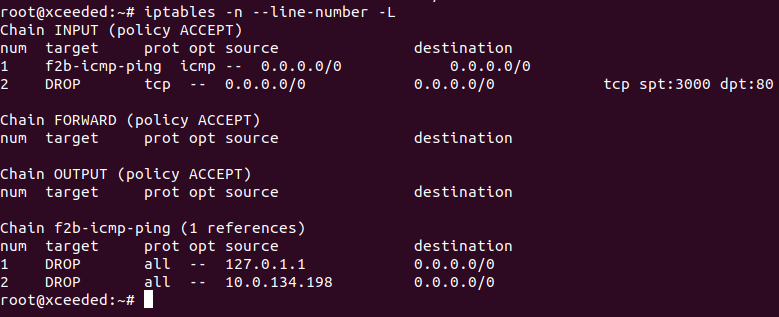 root@xceeded:~# iptables -n --line-number -L
Chain INPUT (policy ACCEPT)
num  target     prot opt source               destination
1    f2b-icmp-ping  icmp --  0.0.0.0/0            0.0.0.0/0
2    DROP       tcp  --  0.0.0.0/0            0.0.0.0/0            tcp spt:3000 dpt:80

Chain FORWARD (policy ACCEPT)
num  target     prot opt source               destination

Chain OUTPUT (policy ACCEPT)
num  target     prot opt source               destination

Chain f2b-icmp-ping (1 references)
num  target     prot opt source               destination
1    DROP       all  --  127.0.1.1            0.0.0.0/0
2    DROP       all  --  10.0.134.198         0.0.0.0/0
root@xceeded:~#